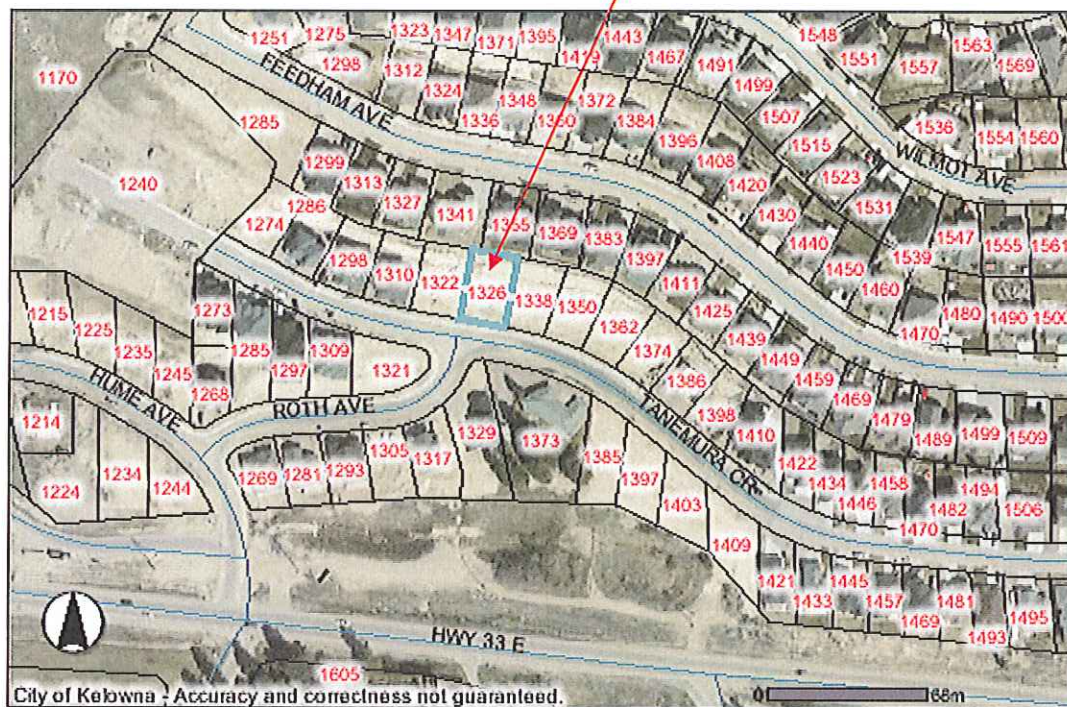 1251 1275 1323 1347 1371 1395 1419 1443 1467 1548 1551 1557 1563 1569
1170 FEEDHAM AVE 1298 1312 1324 1336 1348 1360 1372 1384 1396 1408 1491 1499 1507 1515 1536 1554 1560
1285 1420 1430 1440 1450 1460 1523 1531 WILMOT AVE
1240 1299 1313 1327 1341 1355 1369 1383 1397 1411 1425 1539 1547 1555 1561
1274 1286 1298 1310 1322 1326 1338 1350 1362 1374 1439 1449 1459 1469 1470 1480 1490 1500
1215 1225 1235 1245 1273 1285 1297 1309 1321 1386 1398 1410 1479 1489 1499 1509
HUME AVE 1268 ROTH AVE TANEMURA CR
1214 1224 1234 1244 1269 1281 1293 1305 1317 1329 1373 1385 1397 1403 1409 1422 1434 1446 1458 1470 1482 1494 1506
1421 1433 1445 1457 1469 1481 1493 1495
HWY 33 E
1605
City of Kelowna - Accuracy and correctness not guaranteed.
0 68m